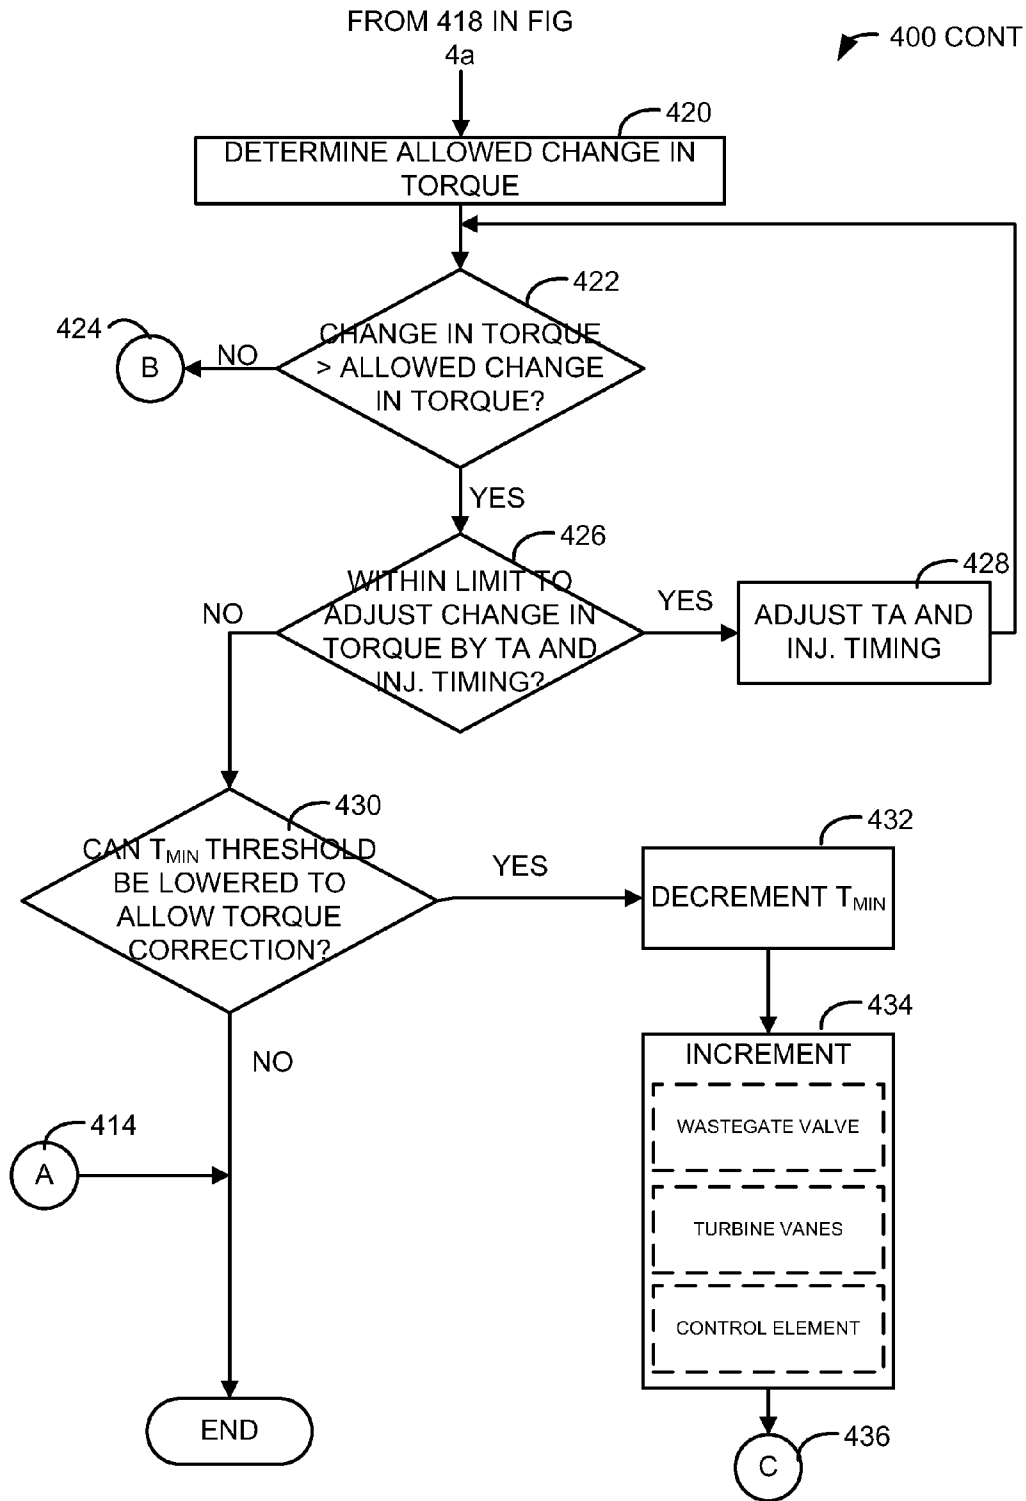 FROM 418 IN FIG
4a
400 CONT
420
DETERMINE ALLOWED CHANGE IN
TORQUE
422
CHANGE IN TORQUE
> ALLOWED CHANGE
IN TORQUE?
424
B
NO
YES
426
WITHIN LIMIT TO
ADJUST CHANGE IN
TORQUE BY TA AND
INJ. TIMING?
NO
YES
428
ADJUST TA AND
INJ. TIMING
430
CAN TMIN THRESHOLD
BE LOWERED TO
ALLOW TORQUE
CORRECTION?
YES
432
DECREMENT TMIN
434
INCREMENT
WASTEGATE VALVE
TURBINE VANES
CONTROL ELEMENT
NO
414
A
END
436
C